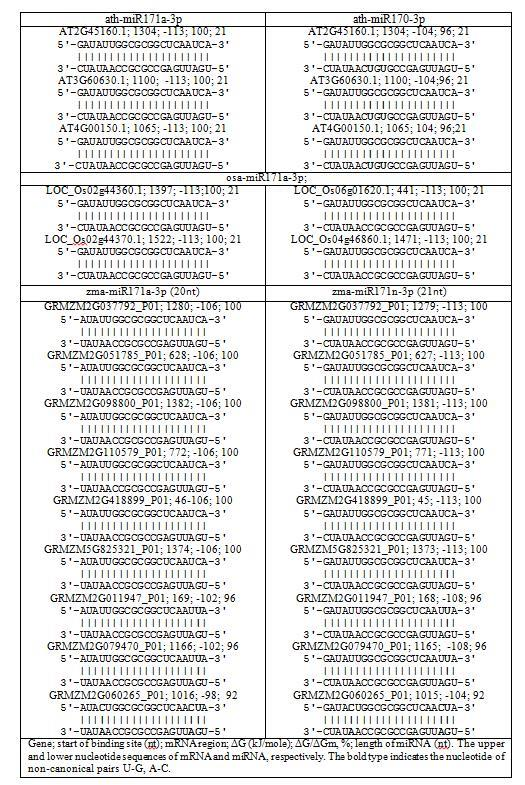 ath-miR171a-3p
AT2G45160.1; 1304; -113; 100; 21
5'-GAUAUUGGCGCGGCUCAAUCA-3'
|||||||||||||||||||||
3'-CUAUAACCGCGCCGAGUUAGU-5'
AT3G60630.1; 1100; -113; 100; 21
5'-GAUAUUGGCGCGGCUCAAUCA-3'
|||||||||||||||||||||
3'-CUAUAACCGCGCCGAGUUAGU-5'
AT4G00150.1; 1065; -113; 100; 21
5'-GAUAUUGGCGCGGCUCAAUCA-3'
|||||||||||||||||||||
3'-CUAUAACCGCGCCGAGUUAGU-5'
ath-miR170-3p
AT2G45160.1; 1304; -104; 96; 21
5'-GAUAUUGGCGCGGCUCAAUCA-3'
|||||||||||||||||||||
3'-CUAUAACUGUGCCGAGUUAGU-5'
AT3G60630.1; 1100; -104;96; 21
5'-GAUAUUGGCGCGGCUCAAUCA-3'
|||||||||||||||||||||
3'-CUAUAACUGUGCCGAGUUAGU-5'
AT4G00150.1; 1065; 104; 96;21
5'-GAUAUUGGCGCGGCUCAAUCA-3'
|||||||||||||||||||||
3'-CUAUAACUGUGCCGAGUUAGU-5'
osa-miR171a-3p;
LOC_Os02g44360.1; 1397; -113;100; 21
5'-GAUAUUGGCGCGGCUCAAUCA-3'
|||||||||||||||||||||
3'-CUAUAACCGCGCCGAGUUAGU-5'
LOC_Os02g44370.1; 1522; -113; 100; 21
5'-GAUAUUGGCGCGGCUCAAUCA-3'
|||||||||||||||||||||
3'-CUAUAACCGCGCCGAGUUAGU-5'
LOC_Os06g01620.1; 441; -113; 100; 21
5'-GAUAUUGGCGCGGCUCAAUCA-3'
|||||||||||||||||||||
3'-CUAUAACCGCGCCGAGUUAGU-5'
LOC_Os04g46860.1; 1471; -113; 100; 21
5'-GAUAUUGGCGCGGCUCAAUCA-3'
|||||||||||||||||||||
3'-CUAUAACCGCGCCGAGUUAGU-5'
zma-miR171a-3p (20nt)
GRMZM2G037792_P01; 1280; -106; 100
5'-AUAUUGGCGCGGCUCAAUCA-3'
||||||||||||||||||||
3'-UAUAACCGCGCCGAGUUAGU-5'
GRMZM2G051785_P01; 628; -106; 100
5'-AUAUUGGCGCGGCUCAAUCA-3'
||||||||||||||||||||
3'-UAUAACCGCGCCGAGUUAGU-5'
GRMZM2G098800_P01; 1382; -106; 100
5'-AUAUUGGCGCGGCUCAAUCA-3'
||||||||||||||||||||
3'-UAUAACCGCGCCGAGUUAGU-5'
GRMZM2G110579_P01; 772; -106; 100
5'-AUAUUGGCGCGGCUCAAUCA-3'
||||||||||||||||||||
3'-UAUAACCGCGCCGAGUUAGU-5'
GRMZM2G418899_P01; 46-106; 100
5'-AUAUUGGCGCGGCUCAAUCA-3'
||||||||||||||||||||
3'-UAUAACCGCGCCGAGUUAGU-5'
GRMZM5G825321_P01; 1374; -106; 100
5'-AUAUUGGCGCGGCUCAAUCA-3'
||||||||||||||||||||
3'-UAUAACCGCGCCGAGUUAGU-5'
GRMZM2G011947_P01; 169; -102; 96
5'-AUAUUGGCGCGGCUCAAUUA-3'
||||||||||||||||||||
3'-UAUAACCGCGCCGAGUUAGU-5'
GRMZM2G079470_P01; 1166; -102; 96
5'-AUAUUGGCGCGGCUCAAUUA-3'
||||||||||||||||||||
3'-UAUAACCGCGCCGAGUUAGU-5'
GRMZM2G060265_P01; 1016; -98; 92
5'-AUACUGGCGCGGCUCAACUA-3'
||||||||||||||||||||
3'-UAUAACCGCGCCGAGUUAGU-5'
zma-miR171n-3p (21nt)
GRMZM2G037792_P01; 1279; -113; 100
5'-GAUAUUGGCGCGGCUCAAUCA-3'
|||||||||||||||||||||
3'-CUAUAACCGCGCCGAGUUAGU-5'
GRMZM2G051785_P01; 627; -113; 100
5'-GAUAUUGGCGCGGCUCAAUCA-3'
|||||||||||||||||||||
3'-CUAUAACCGCGCCGAGUUAGU-5'
GRMZM2G098800_P01; 1381; -113; 100
5'-GAUAUUGGCGCGGCUCAAUCA-3'
|||||||||||||||||||||
3'-CUAUAACCGCGCCGAGUUAGU-5'
GRMZM2G110579_P01; 771; -113; 100
5'-GAUAUUGGCGCGGCUCAAUCA-3'
|||||||||||||||||||||
3'-CUAUAACCGCGCCGAGUUAGU-5'
GRMZM2G418899_P01; 45; -113; 100
5'-GAUAUUGGCGCGGCUCAAUCA-3'
|||||||||||||||||||||
3'-CUAUAACCGCGCCGAGUUAGU-5'
GRMZM5G825321_P01; 1373; -113; 100
5'-GAUAUUGGCGCGGCUCAAUCA-3'
|||||||||||||||||||||
3'-CUAUAACCGCGCCGAGUUAGU-5'
GRMZM2G011947_P01; 168; -108; 96
5'-GAUAUUGGCGCGGCUCAAUUA-3'
|||||||||||||||||||||
3'-CUAUAACCGCGCCGAGUUAGU-5'
GRMZM2G079470_P01; 1165; -108; 96
5'-GAUAUUGGCGCGGCUCAAUUA-3'
|||||||||||||||||||||
3'-CUAUAACCGCGCCGAGUUAGU-5'
GRMZM2G060265_P01; 1015; -104; 92
5'-GAUACUGGCGCGGCUCAACUA-3'
|||||||||||||||||||||
3'-CUAUAACCGCGCCGAGUUAGU-5'
Gene; start of binding site (nt); mRNA region; ΔG (kJ/mole); ΔG/ΔGm, %; length of miRNA (nt). The upper
and lower nucleotide sequences of mRNA and miRNA, respectively. The bold type indicates the nucleotide of
non-canonical pairs U-G, A-C.